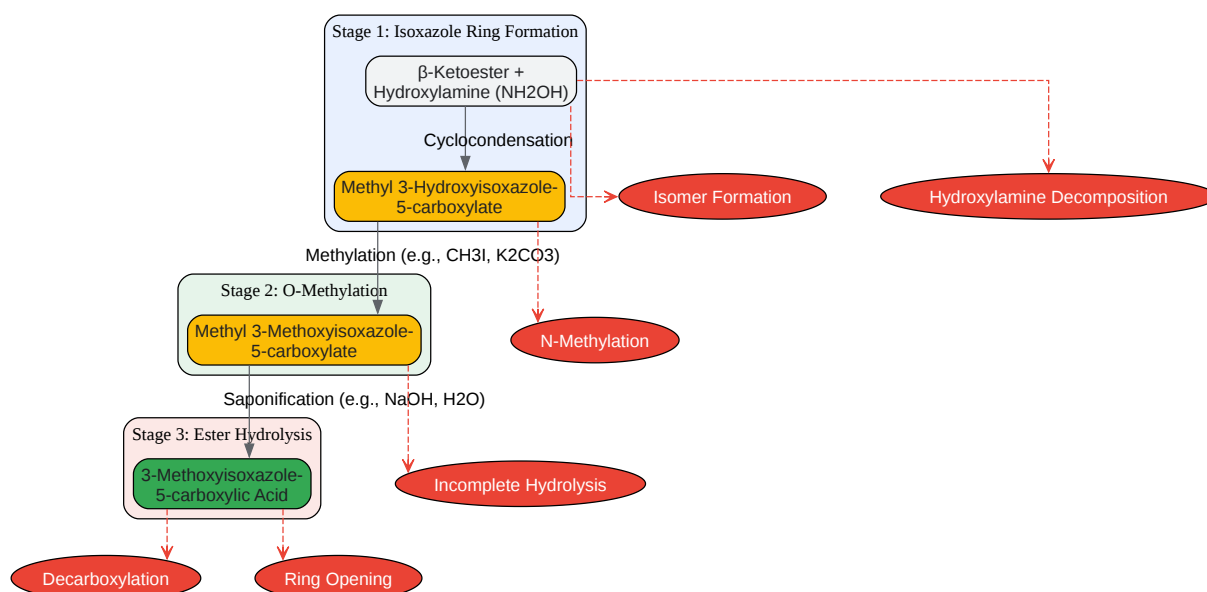 Stage 1: Isoxazole Ring Formation
β-Ketoester +
Hydroxylamine (NH2OH)
Cyclocondensation
Methyl 3-Hydroxyisoxazole-
5-carboxylate
Isomer Formation
Hydroxylamine Decomposition
Methylation (e.g., CH3I, K2CO3)
Stage 2: O-Methylation
Methyl 3-Methoxyisoxazole-
5-carboxylate
N-Methylation
Saponification (e.g., NaOH, H2O)
Stage 3: Ester Hydrolysis
3-Methoxyisoxazole-
5-carboxylic Acid
Incomplete Hydrolysis
Decarboxylation
Ring Opening